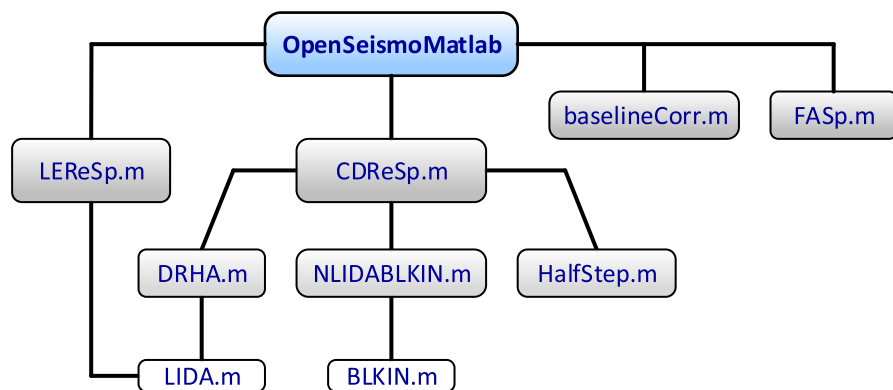 OpenSeismoMatlab
baselineCorr.m
FASp.m
LEReSp.m
CDReSp.m
DRHA.m
NLIDABLKIN.m
HalfStep.m
LIDA.m
BLKIN.m